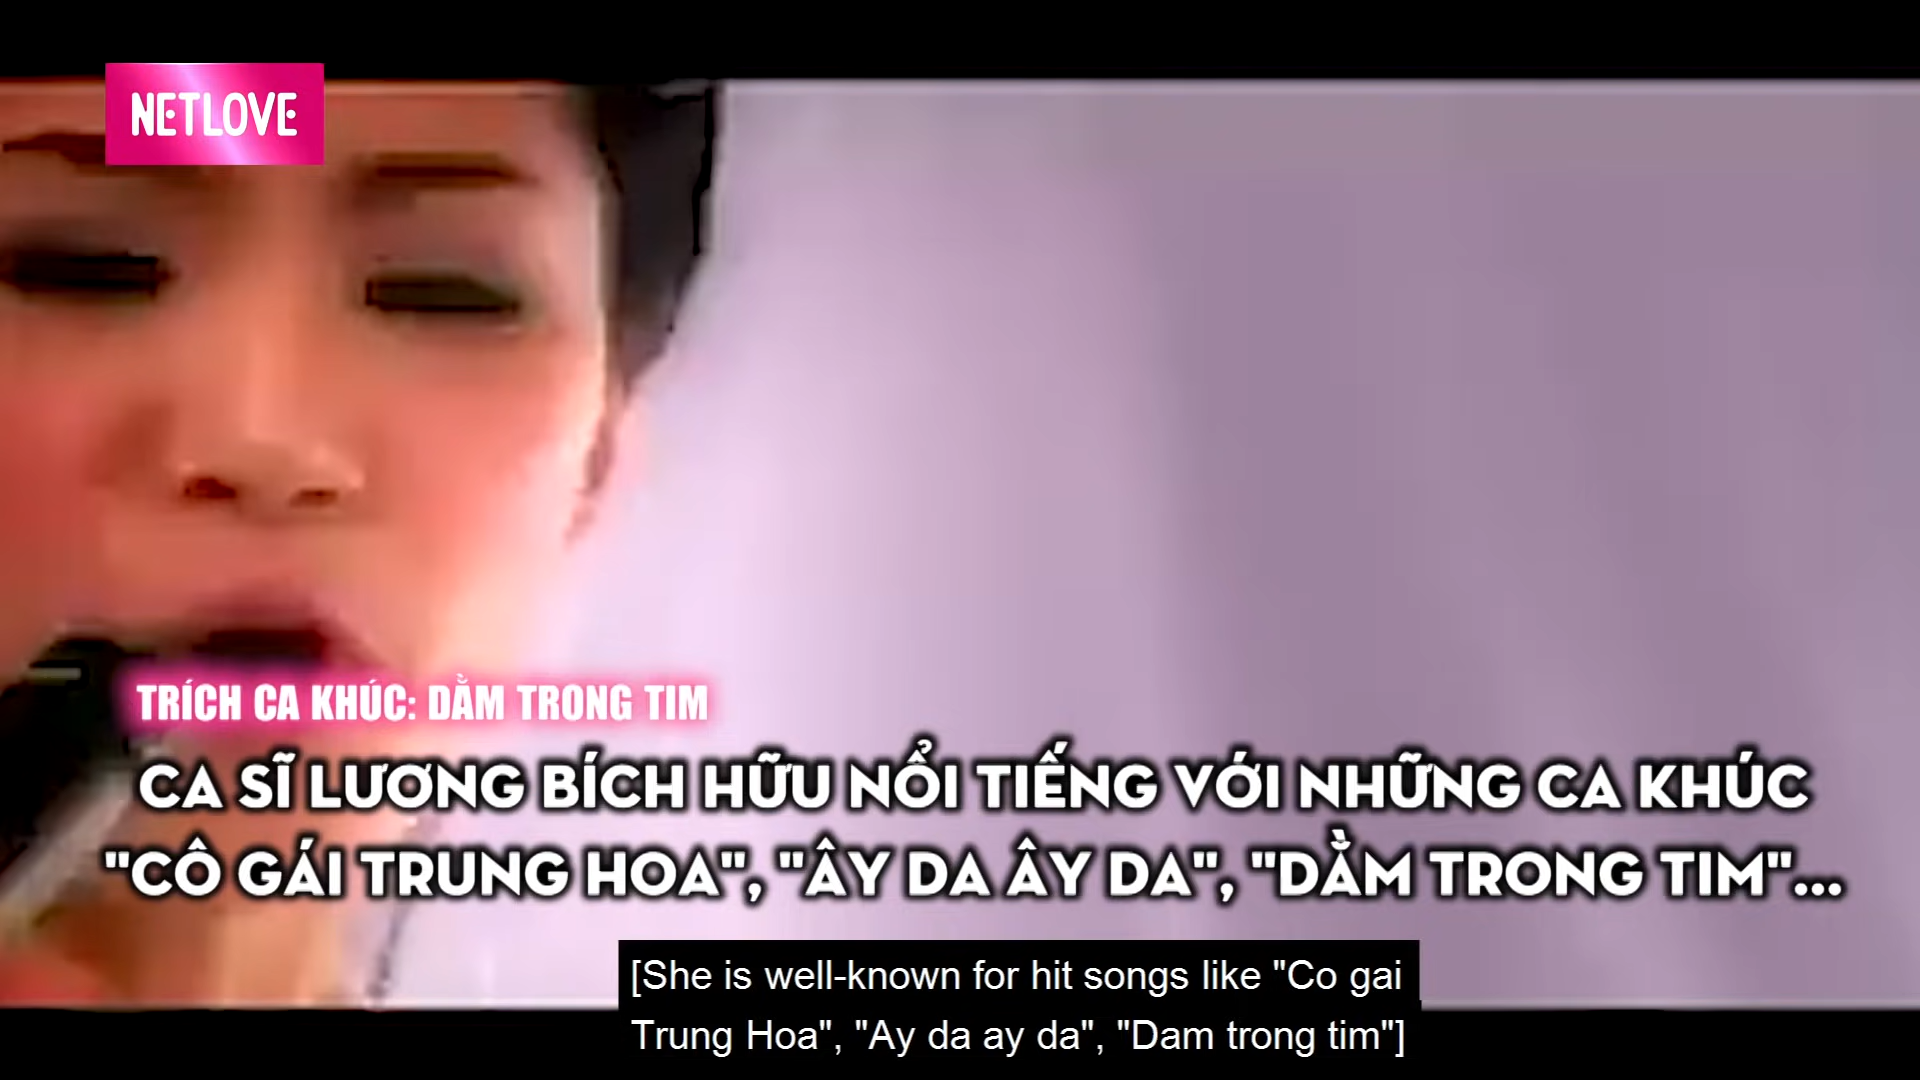 NETLOVE
TRÍCH CA KHÚC: DẰM TRONG TIM
CA SĨ LƯƠNG BÍCH HỮU NỔI TIẾNG VỚI NHỮNG CA KHÚC
"CÔ GÁI TRUNG HOA", "ÂY DA ÂY DA", "DẰM TRONG TIM"...
[She is well-known for hit songs like "Co gai
Trung Hoa", "Ay da ay da", "Dam trong tim"]